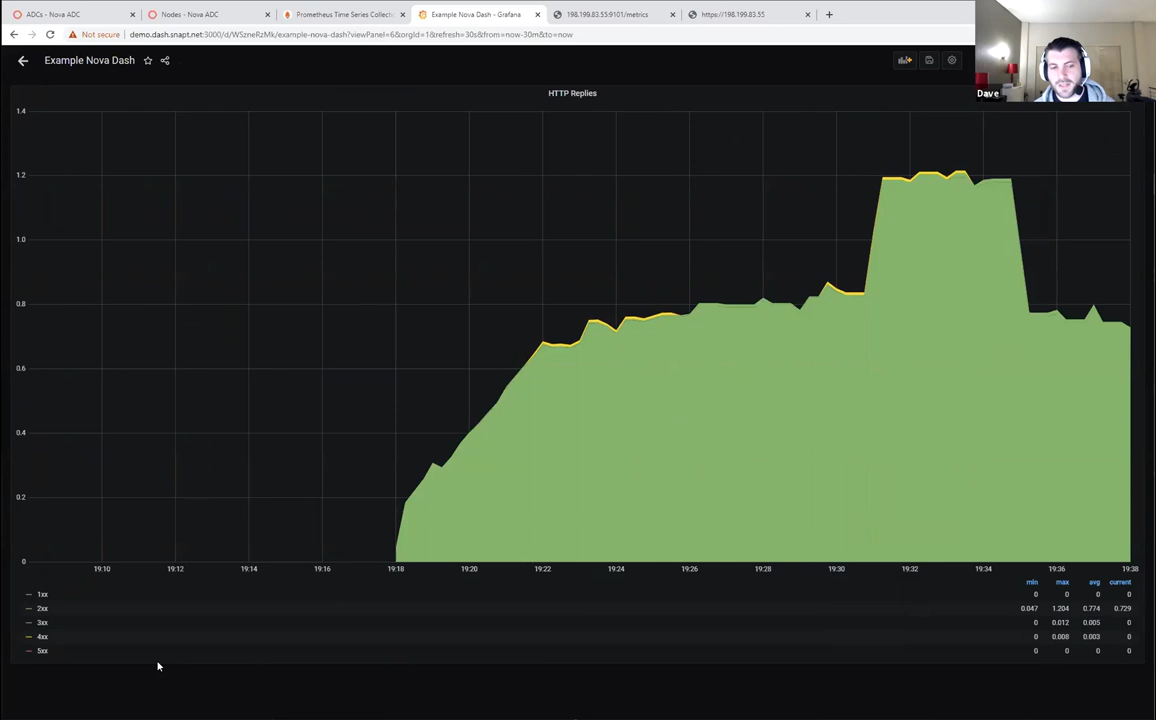 ADCs - Nova ADC
Nodes - Nova ADC
Prometheus Time Series Collecti
Example Nova Dash - Grafana
198.199.83.55:9101/metrics
https://198.199.83.55
Not secure
demo.dash.snapt.net:3000/d/WSzneRzMk/example-nova-dash?viewPanel=6&orgId=1&refresh=30s&from=now-30m&to=now
Example Nova Dash
Dave
HTTP Replies
1.4
1.2
1.0
0.8
0.6
0.4
0.2
0
19:10 19:12 19:14 19:16 19:18 19:20 19:22 19:24 19:26 19:28 19:30 19:32 19:34 19:36 19:38
min max avg current
1xx 0 0 0 0
2xx 0.047 1.204 0.774 0.729
3xx 0 0.012 0.005 0
4xx 0 0.008 0.003 0
5xx 0 0 0 0